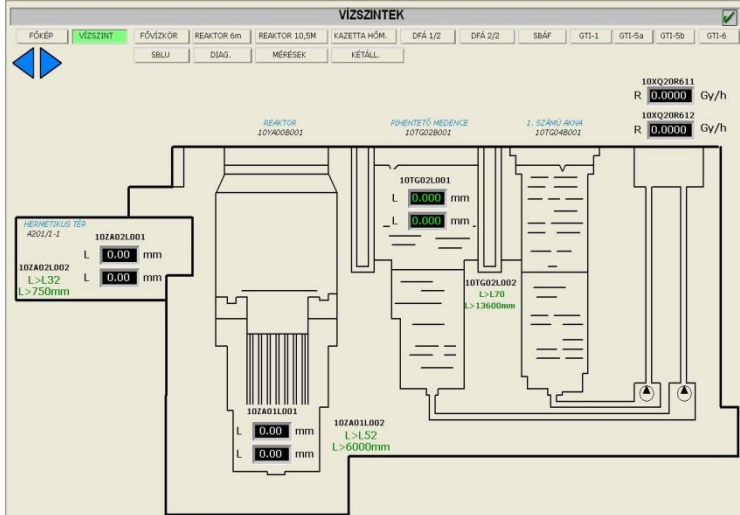 VÍZSZINTEK
FŐKÉP VÍZSZINT FŐVÍZKÖR REAKTOR 6m REAKTOR 10,5M KAZETTA HŐM. DFÁ 1/2 DFÁ 2/2 SBÁF GTI-1 GTI-5a GTI-5b GTI-6
SBLU DIAG. MÉRÉSEK KÉTÁLL.
10XQ20R611
R 0.0000 Gy/h
10XQ20R612
R 0.0000 Gy/h
REAKTOR
10YA00B001
PIHENTETŐ MEDENCE
10TG02B001
1. SZÁMÚ AKNA
10TG04B001
10TG02L001
L 0.000 mm
L 0.000 mm
HERMETIKUS TÉR
A201/1-1
10ZA02L001
L 0.00 mm
10ZA02L002
L>L32
L>750mm
L 0.00 mm
10TG02L002
L>L70
L>13600mm
10ZA01L001
L 0.00 mm
L 0.00 mm
10ZA01L002
L>L52
L>6000mm